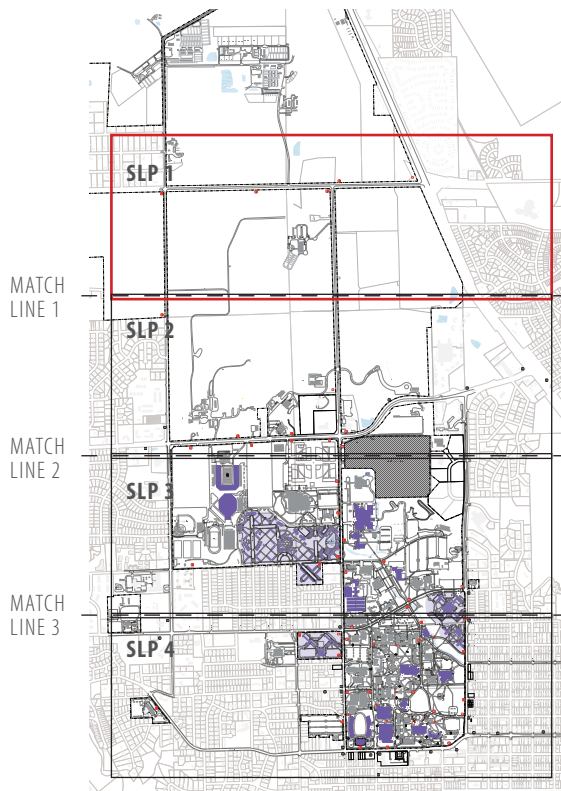 SLP 1
MATCH
LINE 1
SLP 2
MATCH
LINE 2
SLP 3
MATCH
LINE 3
SLP 4